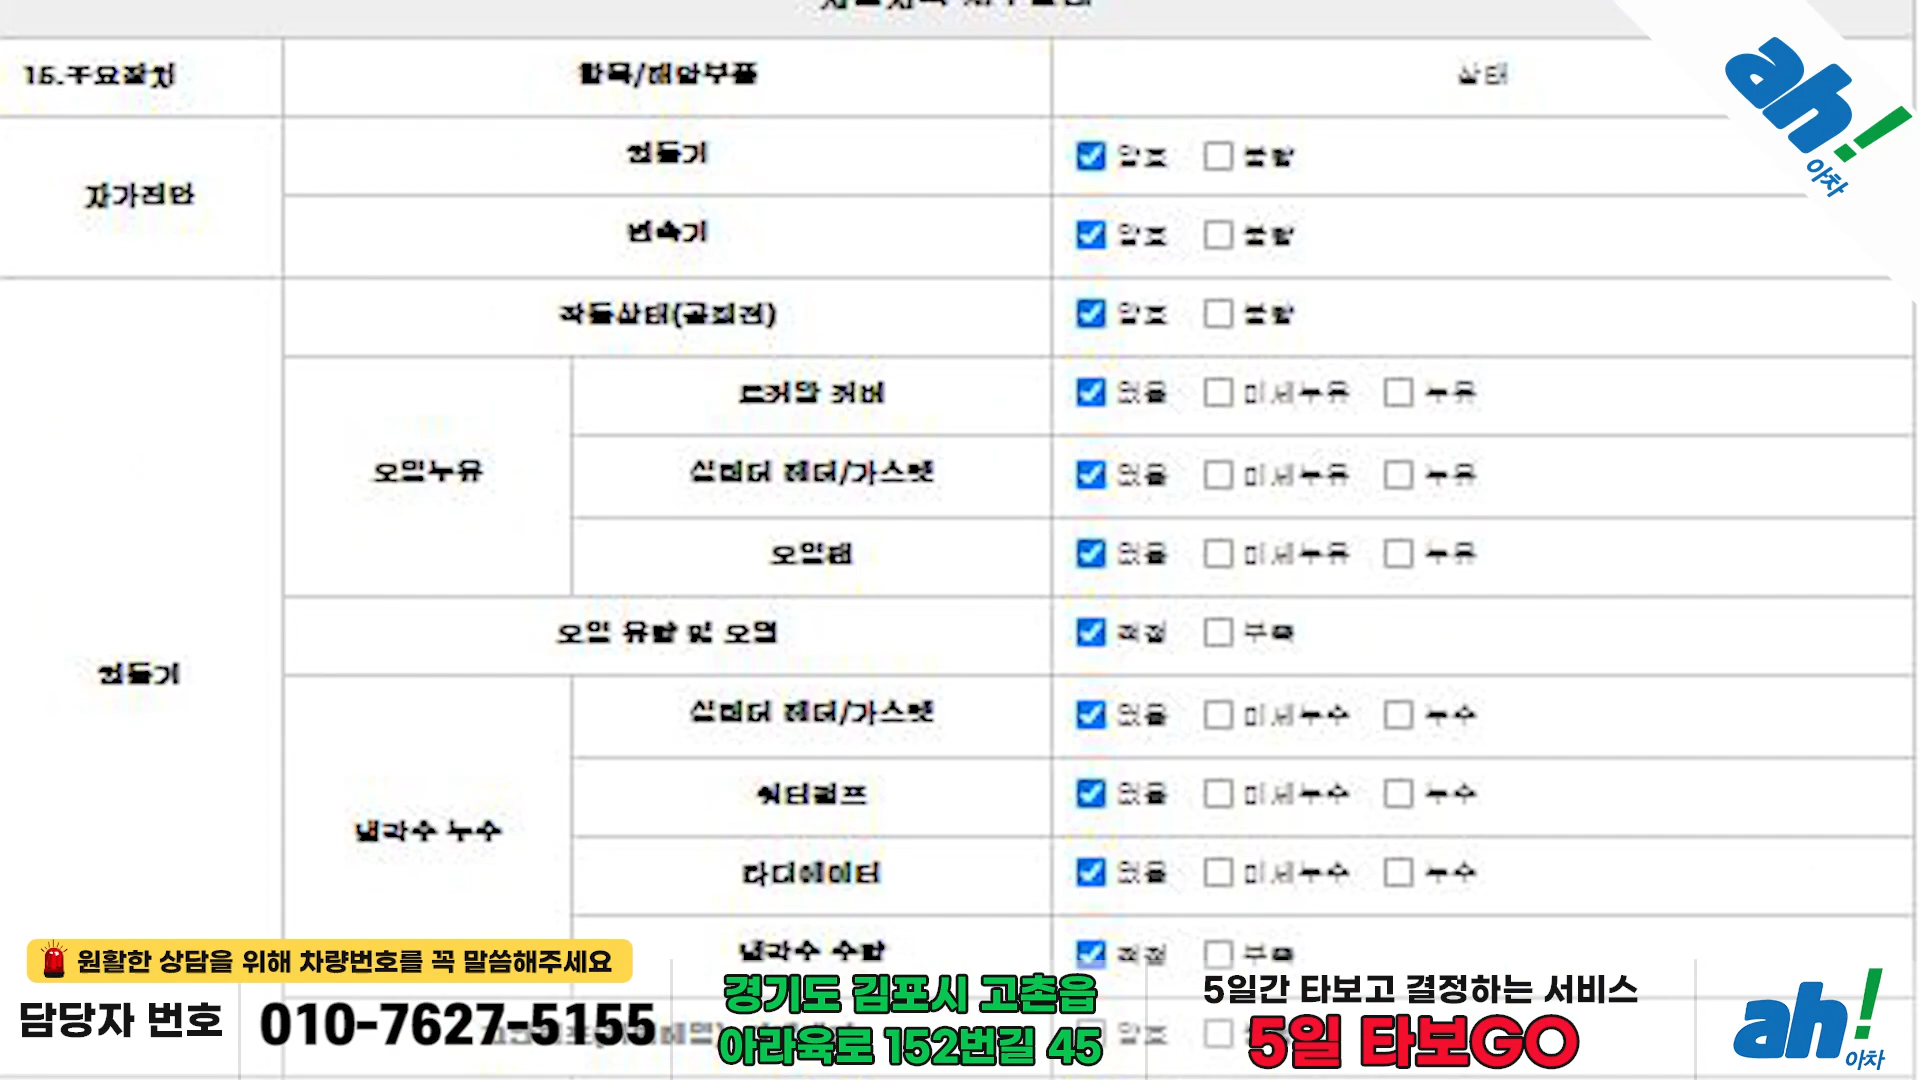 15.주요장치 항목/해당부품 상태
자가진단 원동기 양호 불량
변속기 양호 불량
작동상태(공회전) 양호 불량
로커암 커버 없음 미세누유 누유
오일누유 실린더 헤더/가스켓 없음 미세누유 누유
오일팬 없음 미세누유 누유
오일 유량 및 오염 적정 부족
원동기
실린더 헤더/가스켓 없음 미세누수 누수
워터펌프 없음 미세누수 누수
냉각수 누수
라디에이터 없음 미세누수 누수
냉각수 수량 적정 부족
양호
ah!
아차
원활한 상담을 위해 차량번호를 꼭 말씀해주세요
담당자 번호 010-7627-5155
경기도 김포시 고촌읍
아라육로 152번길 45
5일간 타보고 결정하는 서비스
5일 타보GO
ah!
아차